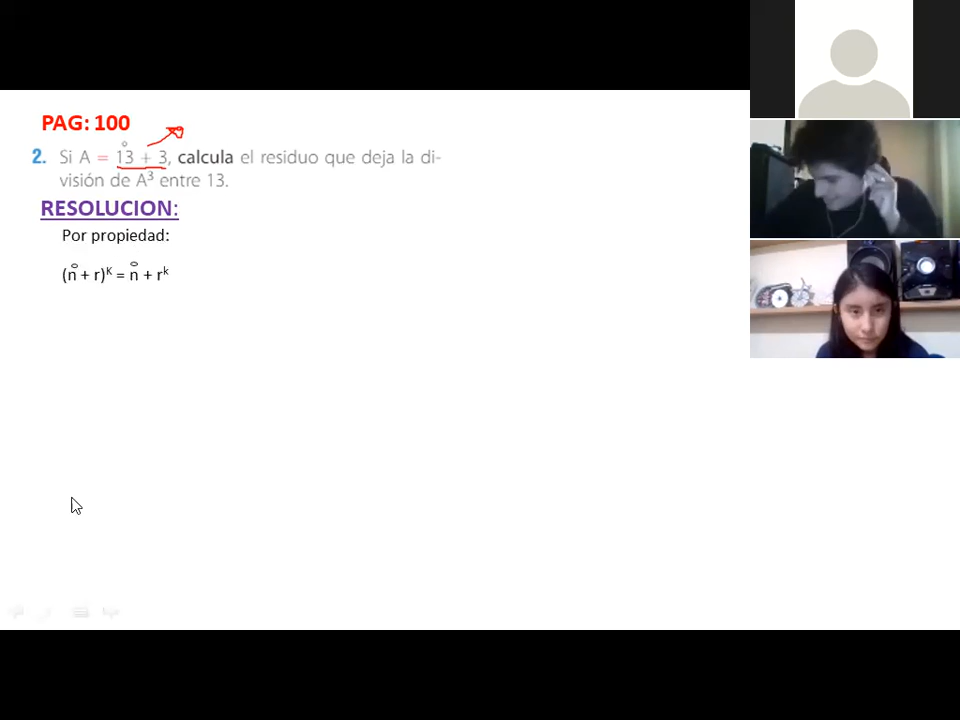 PAG: 100
2. Si A = 13̊ + 3, calcula el residuo que deja la di-
visión de A³ entre 13.
RESOLUCION:
Por propiedad:
(n̊ + r)ᴷ = n̊ + rᵏ